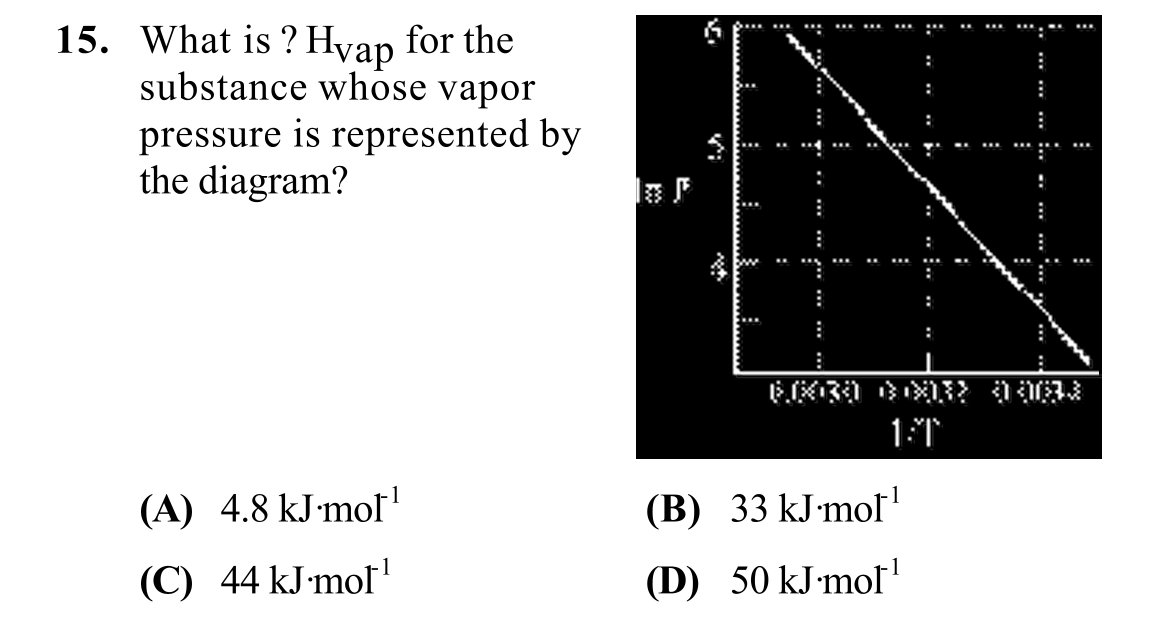 15. What is ? Hvap for the
substance whose vapor
pressure is represented by
the diagram?
6
5
ln P
4
0.0030 0.0032 0.0034
1/T
(A) 4.8 kJ·mol-1
(B) 33 kJ·mol-1
(C) 44 kJ·mol-1
(D) 50 kJ·mol-1